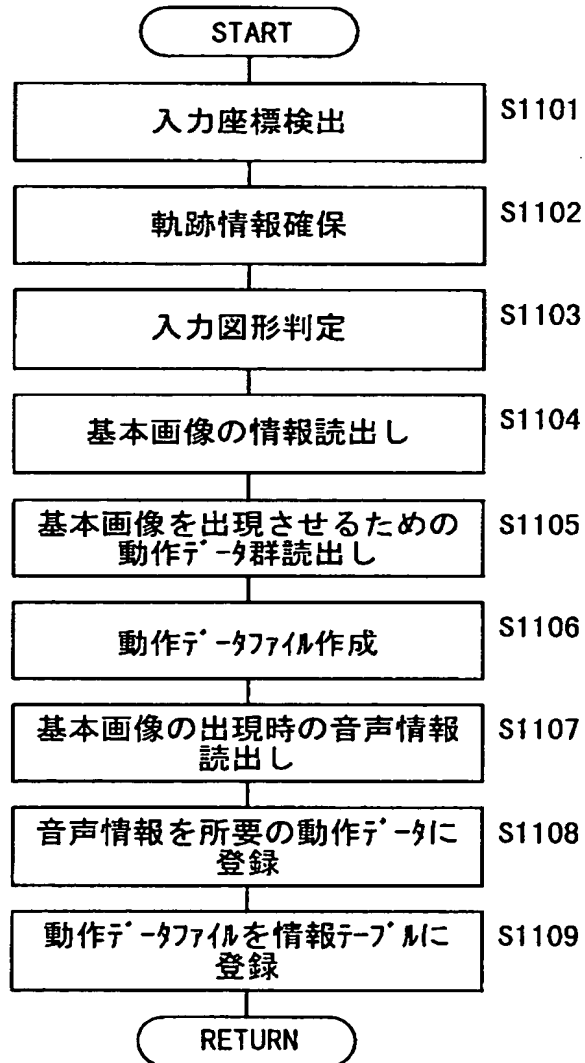 START
入力座標検出
S1101
軌跡情報確保
S1102
入力図形判定
S1103
基本画像の情報読出し
S1104
基本画像を出現させるための
動作ﾃﾞｰﾀ群読出し
S1105
動作ﾃﾞｰﾀﾌｧｲﾙ作成
S1106
基本画像の出現時の音声情報
読出し
S1107
音声情報を所要の動作ﾃﾞｰﾀに
登録
S1108
動作ﾃﾞｰﾀﾌｧｲﾙを情報ﾃｰﾌﾞﾙに
登録
S1109
RETURN